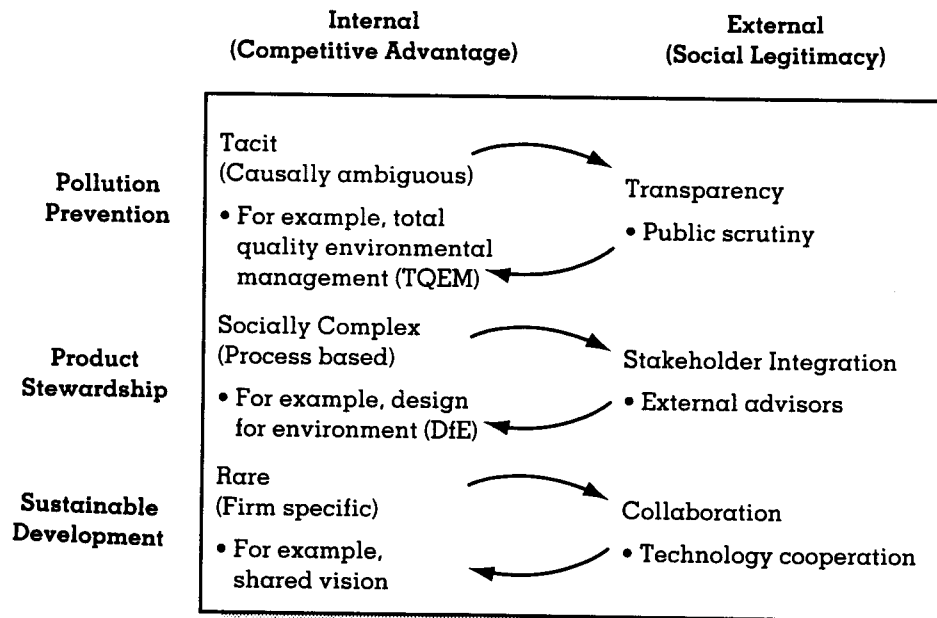 Internal
(Competitive Advantage)
External
(Social Legitimacy)
Pollution
Prevention
Tacit
(Causally ambiguous)
• For example, total
quality environmental
management (TQEM)
Transparency
• Public scrutiny
Product
Stewardship
Socially Complex
(Process based)
• For example, design
for environment (DfE)
Stakeholder Integration
• External advisors
Sustainable
Development
Rare
(Firm specific)
• For example,
shared vision
Collaboration
• Technology cooperation